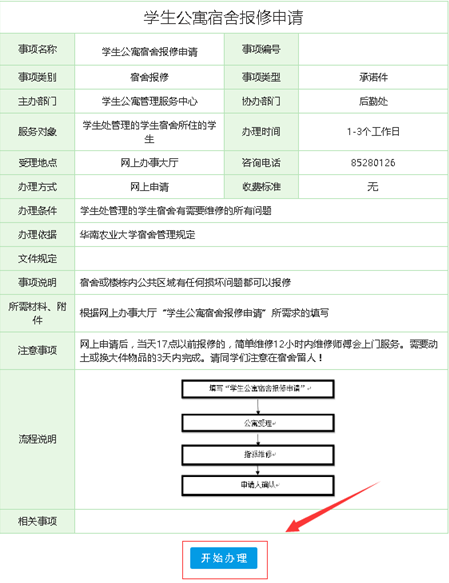 学生公寓宿舍报修申请
事项名称 学生公寓宿舍报修申请 事项编号
事项类别 宿舍报修 事项类型 承诺件
主办部门 学生公寓管理服务中心 协办部门 后勤处
服务对象 学生处管理的学生宿舍所住的学
生 办理时间 1-3个工作日
受理地点 网上办事大厅 咨询电话 85280126
办理方式 网上申请 收费标准 无
办理条件 学生处管理的学生宿舍有需要维修的所有问题
办理依据 华南农业大学宿舍管理规定
文件规定
事项说明 宿舍或楼栋内公共区域有任何损坏问题都可以报修
所需材料、附
件 根据网上办事大厅“学生公寓宿舍报修申请”所需求的填写
注意事项 网上申请后，当天17点以前报修的，简单维修12小时内维修师傅会上门服务。需要动
土或换大件物品的3天内完成。请同学们注意在宿舍留人！
流程说明
填写“学生公寓宿舍报修申请”
公寓受理
指派维修
申请人确认
相关事项
开始办理